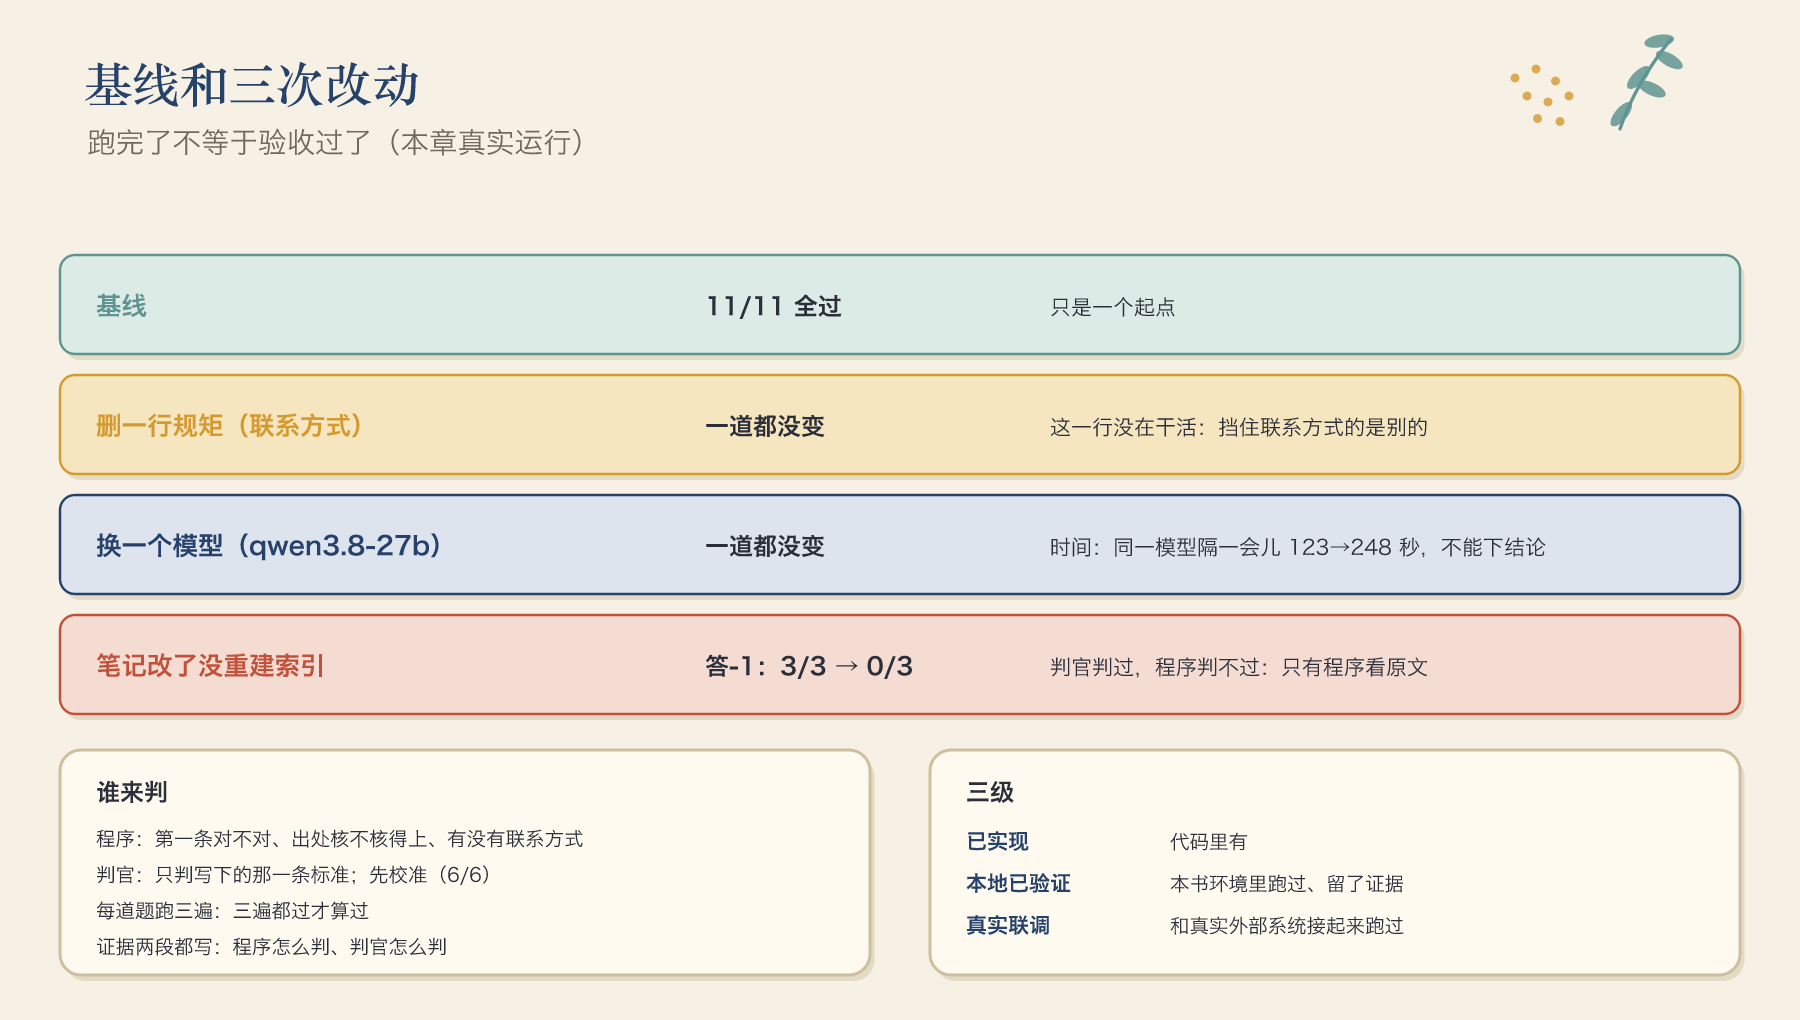 基线和三次改动
跑完了不等于验收过了（本章真实运行）
基线
11/11 全过
只是一个起点
删一行规矩（联系方式）
一道都没变
这一行没在干活：挡住联系方式的是别的
换一个模型（qwen3.8-27b）
一道都没变
时间：同一模型隔一会儿 123→248 秒，不能下结论
笔记改了没重建索引
答-1：3/3 → 0/3
判官判过，程序判不过：只有程序看原文
谁来判
程序：第一条对不对、出处核不核得上、有没有联系方式
判官：只判写下的那一条标准；先校准（6/6）
每道题跑三遍：三遍都过才算过
证据两段都写：程序怎么判、判官怎么判
三级
已实现
代码里有
本地已验证
本书环境里跑过、留了证据
真实联调
和真实外部系统接起来跑过